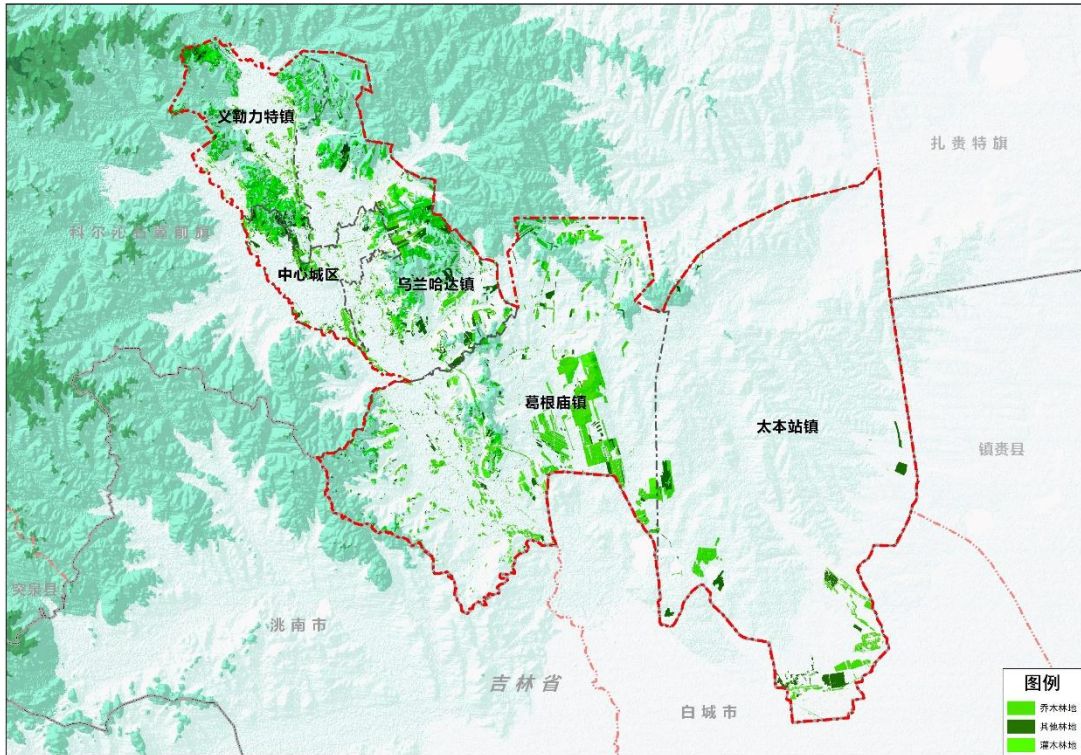 义勒力特镇
扎赉特旗
科尔沁右翼前旗
中心城区
乌兰哈达镇
葛根庙镇
太本站镇
镇赉县
突泉县
洮南市
吉林省
白城市
图例
乔木林地
其他林地
灌木林地